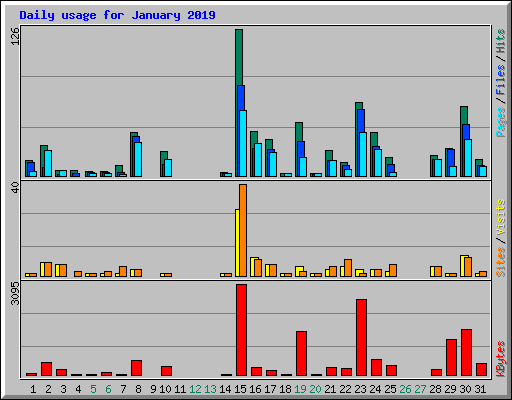 Daily usage for January 2019
126
40
3095
Pages / Files / Hits
Sites / Visits
KBytes
1 2 3 4 5 6 7 8 9 10 11 12 13 14 15 16 17 18 19 20 21 22 23 24 25 26 27 28 29 30 31